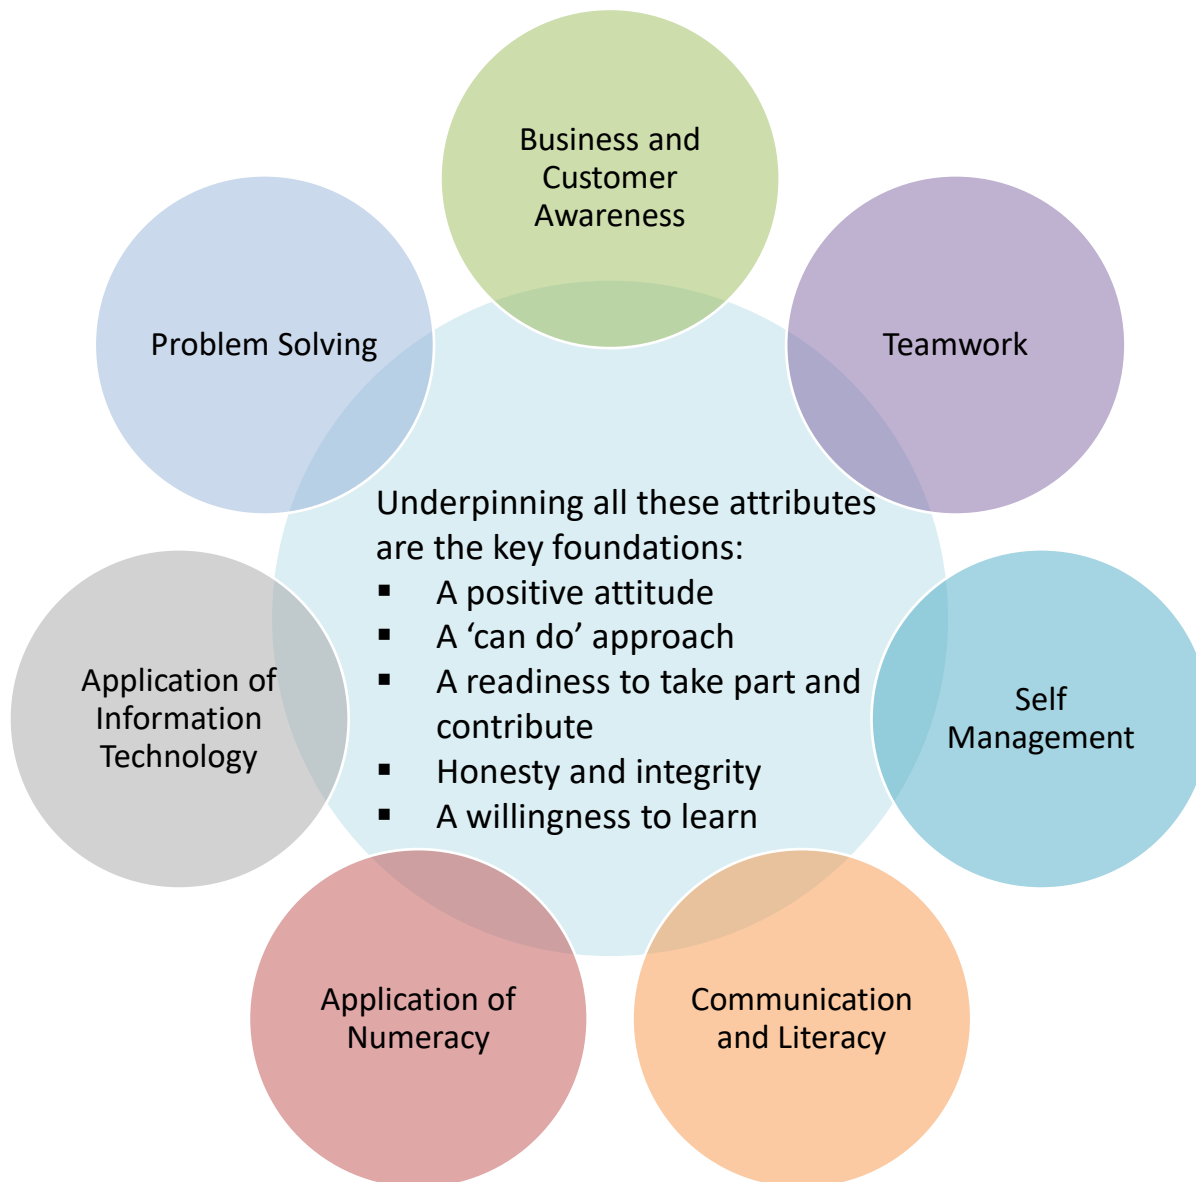 Business and
Customer
Awareness
Problem Solving
Teamwork
Underpinning all these attributes
are the key foundations:
▪ A positive attitude
▪ A ‘can do’ approach
▪ A readiness to take part and
contribute
▪ Honesty and integrity
▪ A willingness to learn
Application of
Information
Technology
Self
Management
Application of
Numeracy
Communication
and Literacy